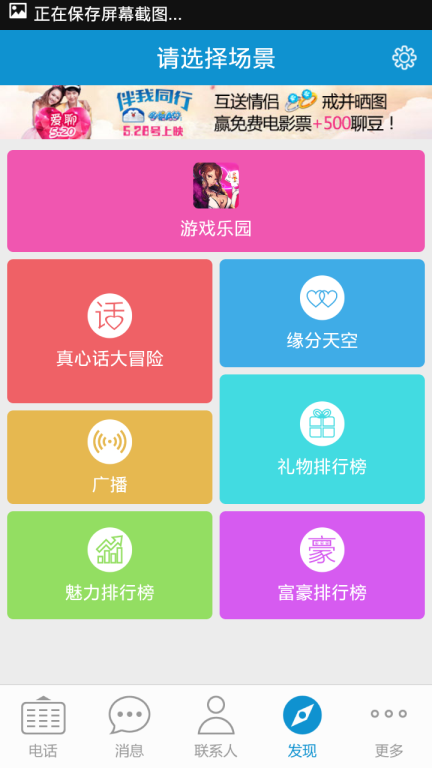 正在保存屏幕截图...
请选择场景
爱聊
5.20
伴我同行
5.28号上映
互送情侣 戒并晒图
赢免费电影票+500聊豆！
游戏乐园
话
真心话大冒险
缘分天空
广播
礼物排行榜
魅力排行榜
豪
富豪排行榜
电话
消息
联系人
发现
更多